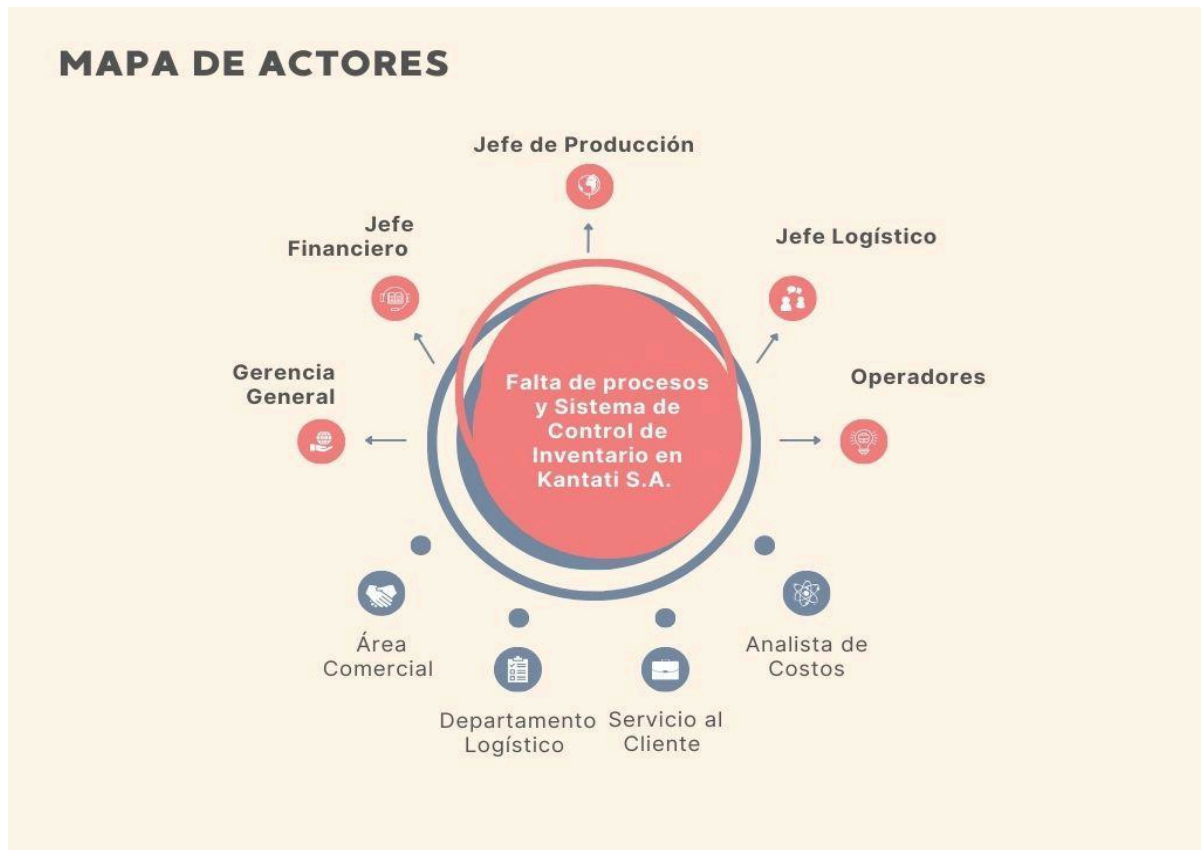 MAPA DE ACTORES
Jefe de Producción
Jefe
Financiero
Jefe Logístico
Gerencia
General
Operadores
Falta de procesos
y Sistema de
Control de
Inventario en
Kantati S.A.
Área
Comercial
Departamento
Logístico
Servicio al
Cliente
Analista de
Costos